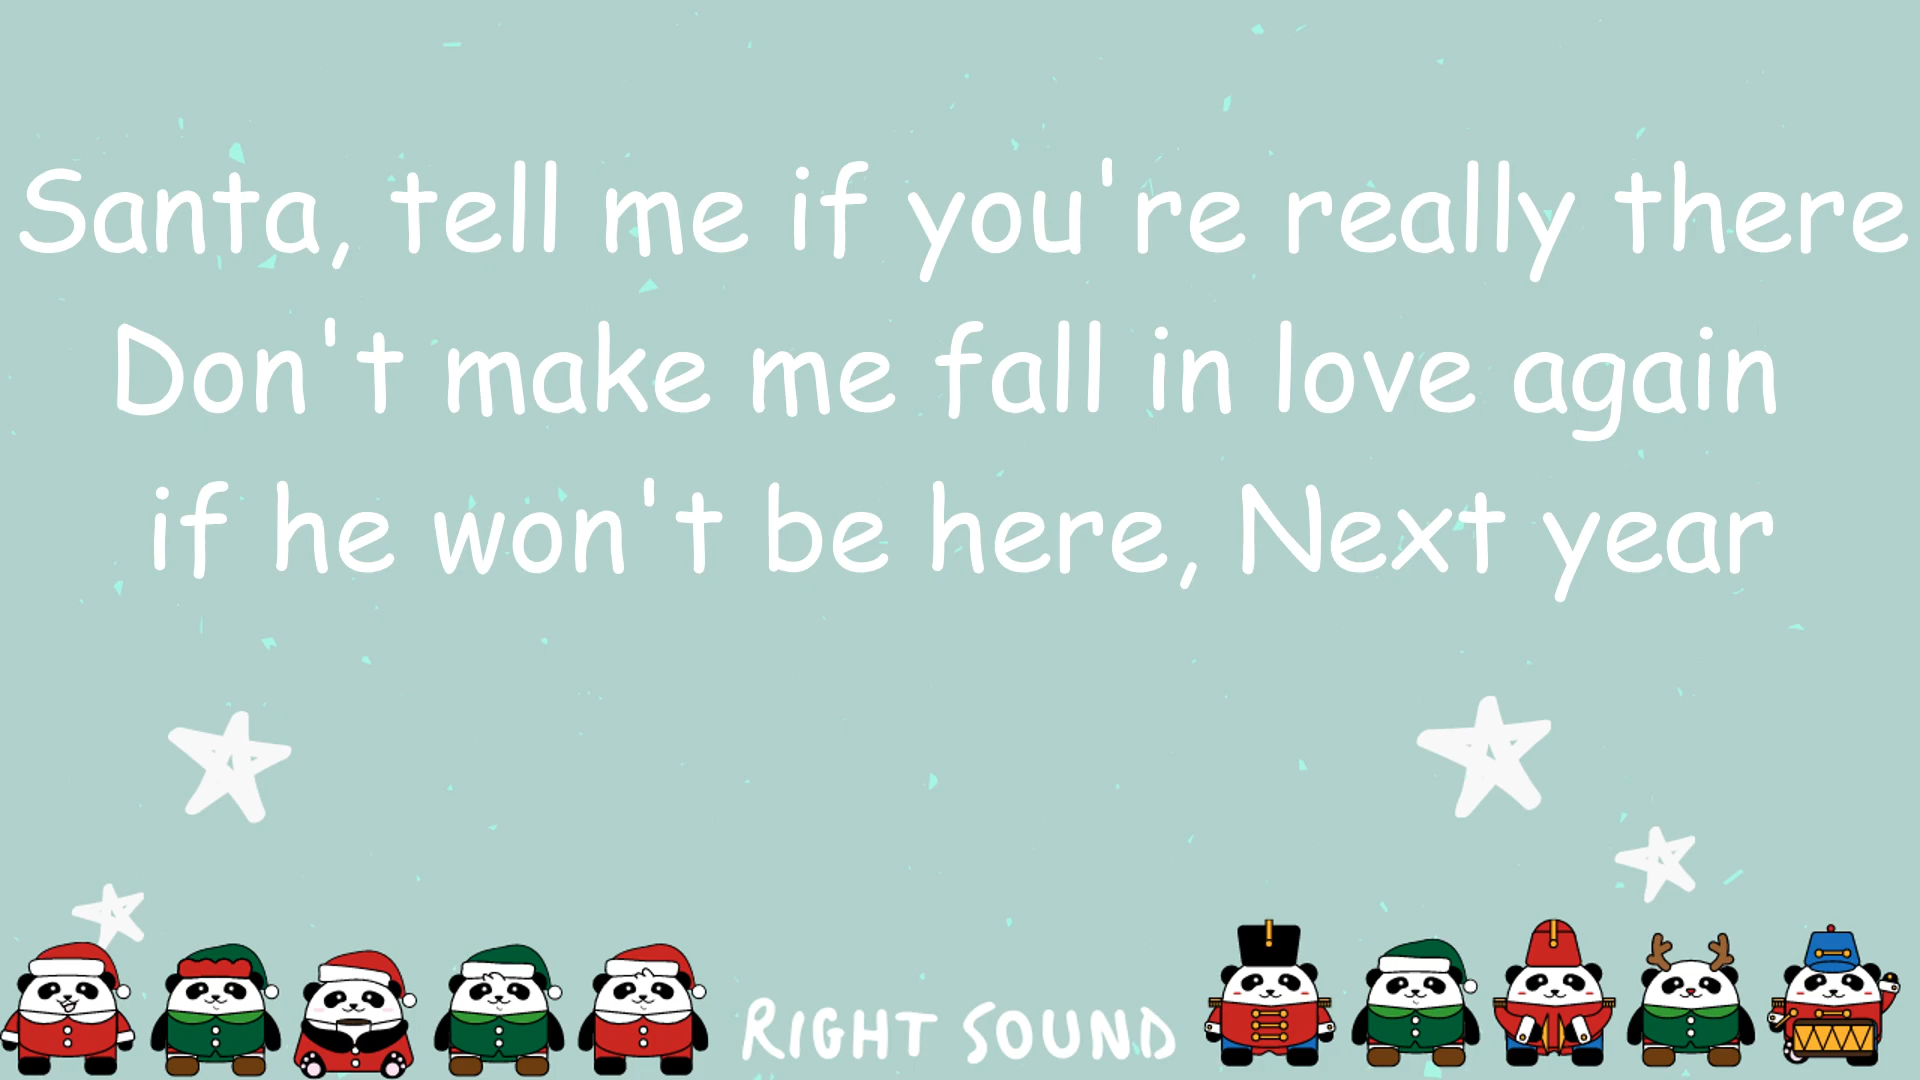 Santa, tell me if you're really there
Don't make me fall in love again
if he won't be here, Next year
RIGHT SOUND